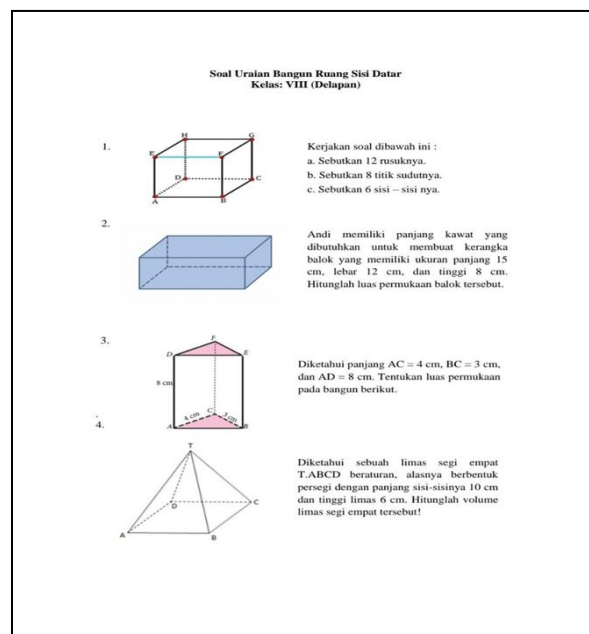 Soal Uraian Bangun Ruang Sisi Datar
Kelas: VIII (Delapan)
1.
H
G
E
F
D
C
A
B
Kerjakan soal dibawah ini :
a. Sebutkan 12 rusuknya.
b. Sebutkan 8 titik sudutnya.
c. Sebutkan 6 sisi – sisi nya.
2.
Andi memiliki panjang kawat yang
dibutuhkan untuk membuat kerangka
balok yang memiliki ukuran panjang 15
cm, lebar 12 cm, dan tinggi 8 cm.
Hitunglah luas permukaan balok tersebut.
3.
F
D
E
8 cm
C
4 cm
3 cm
A
B
Diketahui panjang AC = 4 cm, BC = 3 cm,
dan AD = 8 cm. Tentukan luas permukaan
pada bangun berikut.
4.
T
D
C
A
B
Diketahui sebuah limas segi empat
T.ABCD beraturan, alasnya berbentuk
persegi dengan panjang sisi-sisinya 10 cm
dan tinggi limas 6 cm. Hitunglah volume
limas segi empat tersebut!